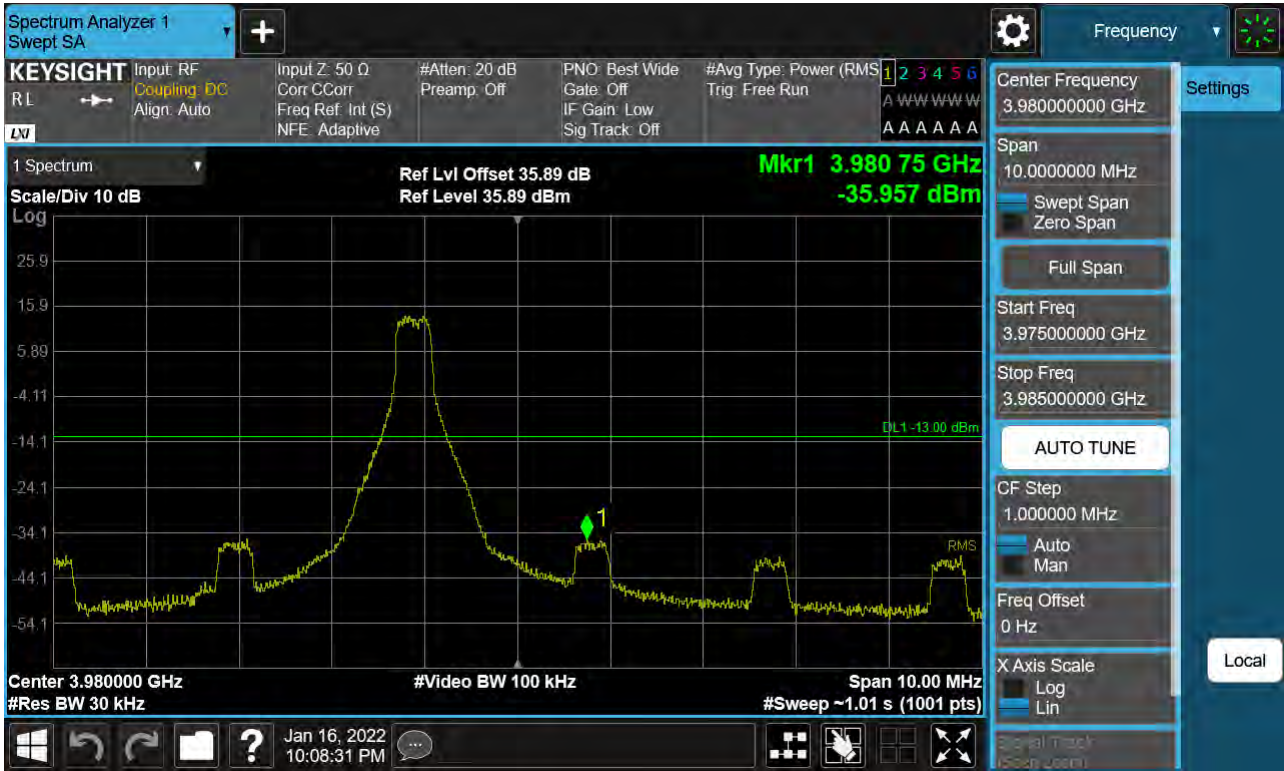 Spectrum Analyzer 1
Swept SA
Frequency
KEYSIGHT
R L
LXI
Input: RF
Coupling: DC
Align: Auto
Input Z: 50 Ω
Corr CCorr
Freq Ref: Int (S)
NFE: Adaptive
#Atten: 20 dB
Preamp: Off
PNO: Best Wide
Gate: Off
IF Gain: Low
Sig Track: Off
#Avg Type: Power (RMS
Trig: Free Run
1 2 3 4 5 6
A W W W W W
A A A A A A
1 Spectrum
Scale/Div 10 dB
Log
Ref Lvl Offset 35.89 dB
Ref Level 35.89 dBm
Mkr1 3.980 75 GHz
-35.957 dBm
25.9
15.9
5.89
-4.11
-14.1
-24.1
-34.1
-44.1
-54.1
DL1 -13.00 dBm
1
RMS
Center 3.980000 GHz
#Video BW 100 kHz
Span 10.00 MHz
#Res BW 30 kHz
#Sweep ~1.01 s (1001 pts)
Center Frequency
3.980000000 GHz
Settings
Span
10.0000000 MHz
Swept Span
Zero Span
Full Span
Start Freq
3.975000000 GHz
Stop Freq
3.985000000 GHz
AUTO TUNE
CF Step
1.000000 MHz
Auto
Man
Freq Offset
0 Hz
X Axis Scale
Log
Lin
Local
Signal Track
(Span Zoom)
?
Jan 16, 2022
10:08:31 PM